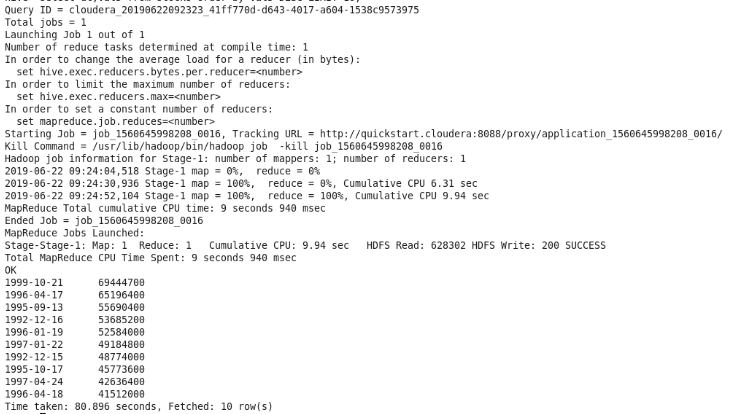 Query ID = cloudera_20190622092323_41ff770d-d643-4017-a604-1538c9573975
Total jobs = 1
Launching Job 1 out of 1
Number of reduce tasks determined at compile time: 1
In order to change the average load for a reducer (in bytes):
  set hive.exec.reducers.bytes.per.reducer=<number>
In order to limit the maximum number of reducers:
  set hive.exec.reducers.max=<number>
In order to set a constant number of reducers:
  set mapreduce.job.reduces=<number>
Starting Job = job_1560645998208_0016, Tracking URL = http://quickstart.cloudera:8088/proxy/application_1560645998208_0016/
Kill Command = /usr/lib/hadoop/bin/hadoop job  -kill job_1560645998208_0016
Hadoop job information for Stage-1: number of mappers: 1; number of reducers: 1
2019-06-22 09:24:04,518 Stage-1 map = 0%,  reduce = 0%
2019-06-22 09:24:30,936 Stage-1 map = 100%,  reduce = 0%, Cumulative CPU 6.31 sec
2019-06-22 09:24:52,104 Stage-1 map = 100%,  reduce = 100%, Cumulative CPU 9.94 sec
MapReduce Total cumulative CPU time: 9 seconds 940 msec
Ended Job = job_1560645998208_0016
MapReduce Jobs Launched:
Stage-Stage-1: Map: 1  Reduce: 1   Cumulative CPU: 9.94 sec   HDFS Read: 628302 HDFS Write: 200 SUCCESS
Total MapReduce CPU Time Spent: 9 seconds 940 msec
OK
1999-10-21      69444700
1996-04-17      65196400
1995-09-13      55690400
1992-12-16      53685200
1996-01-19      52584000
1997-01-22      49184800
1992-12-15      48774000
1995-10-17      45773600
1997-04-24      42636400
1996-04-18      41512000
Time taken: 80.896 seconds, Fetched: 10 row(s)